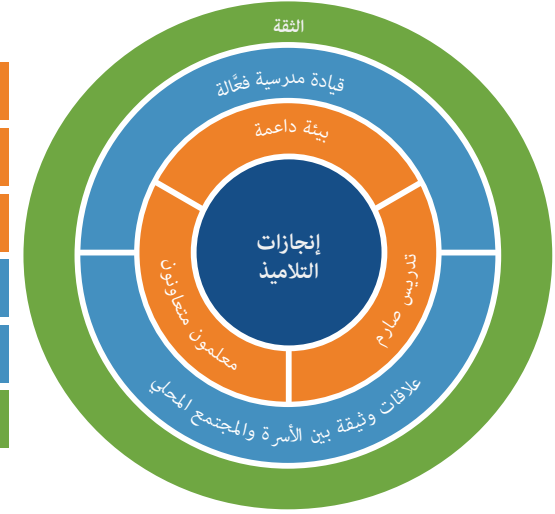 الثقة
قيادة مدرسية فعَّالة
بيئة داعمة
إنجازات
التلاميذ
تدريس صارم
معلمون متعاونون
علاقات وثيقة بين الأسرة والمجتمع المحلي